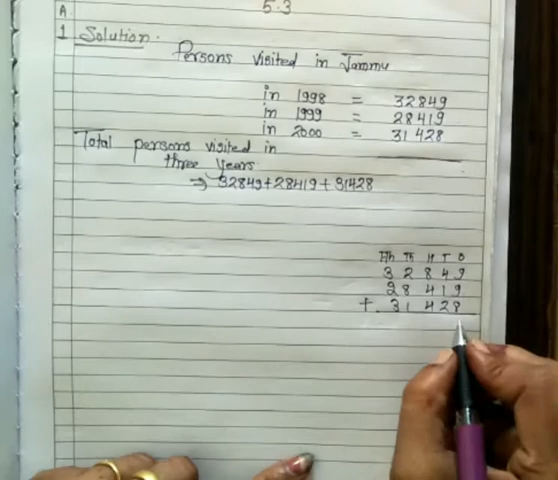 5.3
A.
1 Solution.
Persons visited in Jammu
in 1998 = 32849
in 1999 = 28419
in 2000 = 31428
Total persons visited in
three years
⇒ 32849+28419+31428
Th H T O
3 2 8 4 9
2 8 4 1 9
+ 3 1 4 2 8